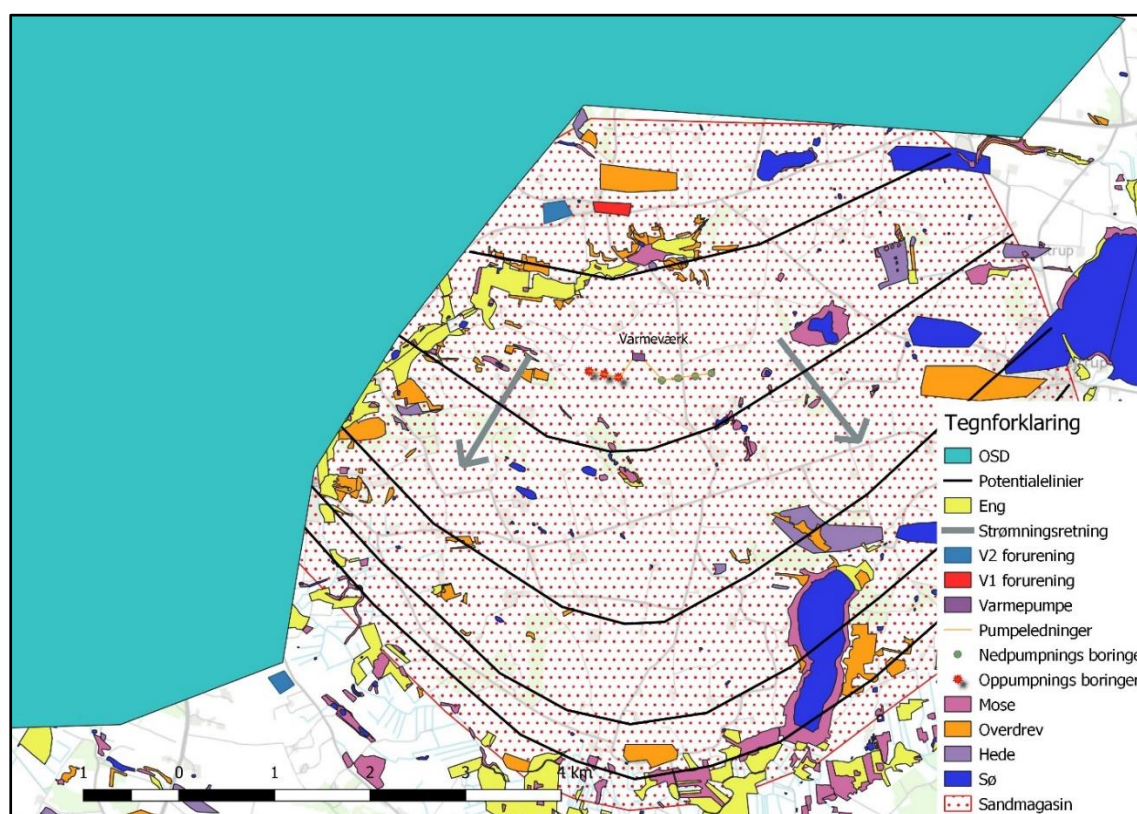 Varmeværk
Tegnforklaring
OSD
Potentialelinier
Eng
Strømningsretning
V2 forurening
V1 forurening
Varmepumpe
Pumpeledninger
Nedpumpnings boringe
Oppumpnings boringer
Mose
Overdrev
Hede
Sø
Sandmagasin
1 0 1 2 3 4 km